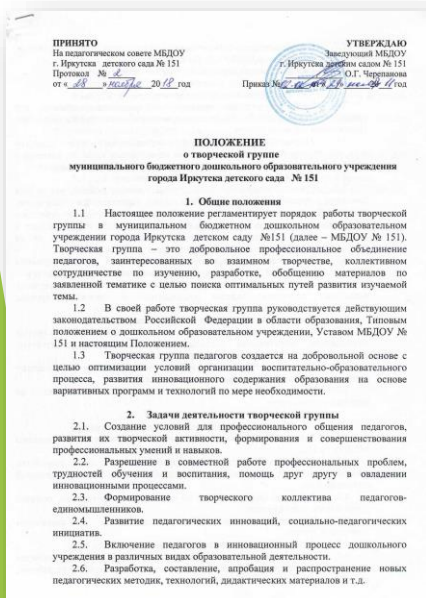 ПРИНЯТО
На педагогическом совете МБДОУ
г. Иркутска детского сада № 151
Протокол № 2
от « 28 » ноября 2018 год
УТВЕРЖДАЮ
Заведующий МБДОУ
г. Иркутска детским садом № 151
О.Г. Черепанова
Приказ №
ПОЛОЖЕНИЕ
о творческой группе
муниципального бюджетного дошкольного образовательного учреждения
города Иркутска детского сада № 151
1. Общие положения
1.1 Настоящее положение регламентирует порядок работы творческой
группы в муниципальном бюджетном дошкольном образовательном
учреждении города Иркутска детском саду №151 (далее – МБДОУ № 151).
Творческая группа – это добровольное профессиональное объединение
педагогов, заинтересованных во взаимном творчестве, коллективном
сотрудничестве по изучению, разработке, обобщению материалов по
заявленной тематике с целью поиска оптимальных путей развития изучаемой
темы.
1.2 В своей работе творческая группа руководствуется действующим
законодательством Российской Федерации в области образования, Типовым
положением о дошкольном образовательном учреждении, Уставом МБДОУ №
151 и настоящим Положением.
1.3 Творческая группа педагогов создается на добровольной основе с
целью оптимизации условий организации воспитательно-образовательного
процесса, развития инновационного содержания образования на основе
вариативных программ и технологий по мере необходимости.
2. Задачи деятельности творческой группы
2.1. Создание условий для профессионального общения педагогов,
развития их творческой активности, формирования и совершенствования
профессиональных умений и навыков.
2.2. Разрешение в совместной работе профессиональных проблем,
трудностей обучения и воспитания, помощь друг другу в овладении
инновационными процессами.
2.3. Формирование творческого коллектива педагогов-
единомышленников.
2.4. Развитие педагогических инноваций, социально-педагогических
инициатив.
2.5. Включение педагогов в инновационный процесс дошкольного
учреждения в различных видах образовательной деятельности.
2.6. Разработка, составление, апробация и распространение новых
педагогических методик, технологий, дидактических материалов и т.д.